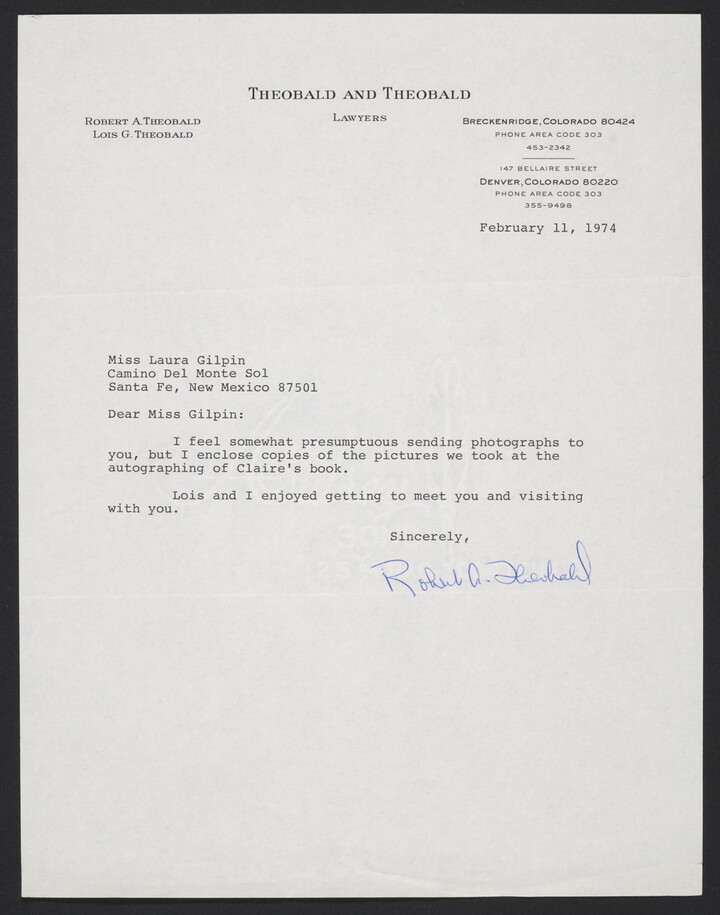 THEOBALD AND THEOBALD
LAWYERS
ROBERT A. THEOBALD
LOIS G. THEOBALD
BRECKENRIDGE, COLORADO 80424
PHONE AREA CODE 303
453-2342
147 BELLAIRE STREET
DENVER, COLORADO 80220
PHONE AREA CODE 303
355-9498
February 11, 1974
Miss Laura Gilpin
Camino Del Monte Sol
Santa Fe, New Mexico 87501
Dear Miss Gilpin:
I feel somewhat presumptuous sending photographs to
you, but I enclose copies of the pictures we took at the
autographing of Claire's book.
Lois and I enjoyed getting to meet you and visiting
with you.
Sincerely,
Robert A. Theobald